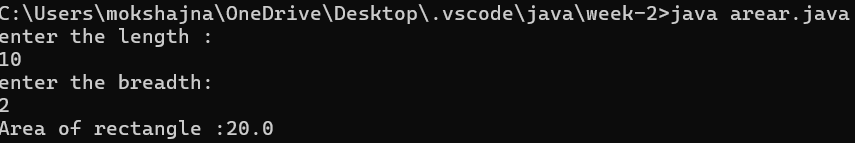 C:\Users\mokshajna\OneDrive\Desktop\.vscode\java\week-2>java arear.java
enter the length :
10
enter the breadth:
2
Area of rectangle :20.0